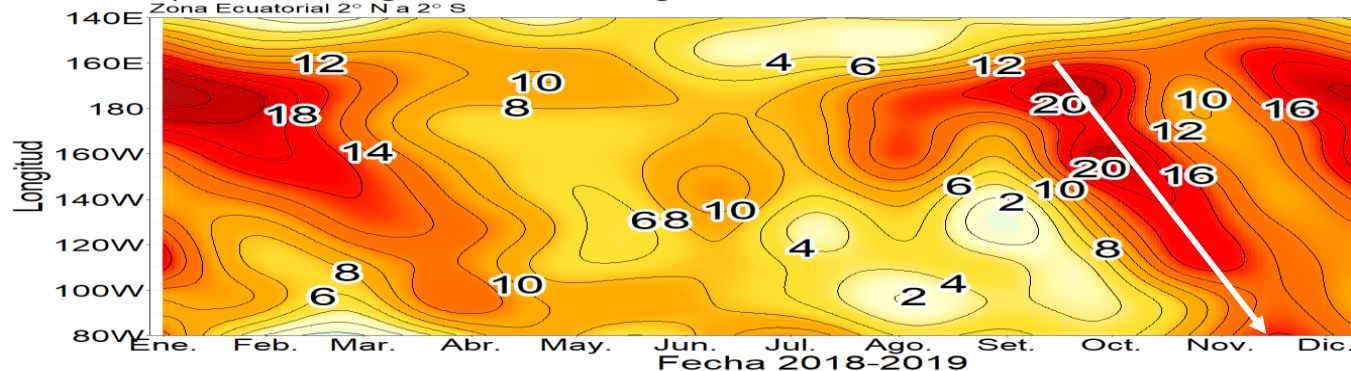 Zona Ecuatorial 2° N a 2° S
Longitud
140E
160E
180
160W
140W
120W
100W
80W
12
18
14
8
6
10
8
10
6
8
10
4
6
4
2
4
6
2
12
20
10
20
8
10
12
16
16
Ene. Feb. Mar. Abr. May. Jun. Jul. Ago. Set. Oct. Nov. Dic.
Fecha 2018-2019